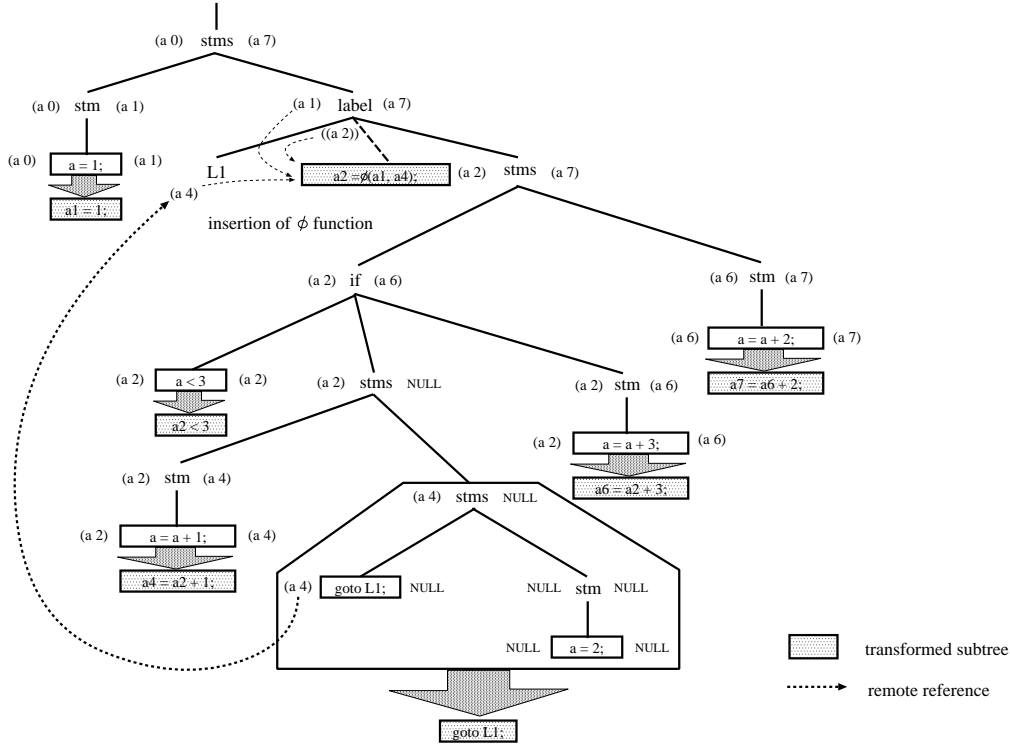 (a 0) stms (a 7)
(a 0) stm (a 1)
(a 1) label (a 7)
((a 2))
(a 0) a = 1; (a 1)
L1
a2 =ϕ(a1, a4);
(a 2) stms (a 7)
(a 4)
a1 = 1;
insertion of ϕ function
(a 2) if (a 6)
(a 6) stm (a 7)
(a 6) a = a + 2; (a 7)
a7 = a6 + 2;
(a 2) a < 3 (a 2)
(a 2) stms NULL
(a 2) stm (a 6)
a2 < 3
(a 2) a = a + 3; (a 6)
a6 = a2 + 3;
(a 2) stm (a 4)
(a 4) stms NULL
(a 2) a = a + 1; (a 4)
a4 = a2 + 1;
(a 4) goto L1; NULL
NULL stm NULL
NULL a = 2; NULL
transformed subtree
remote reference
goto L1;